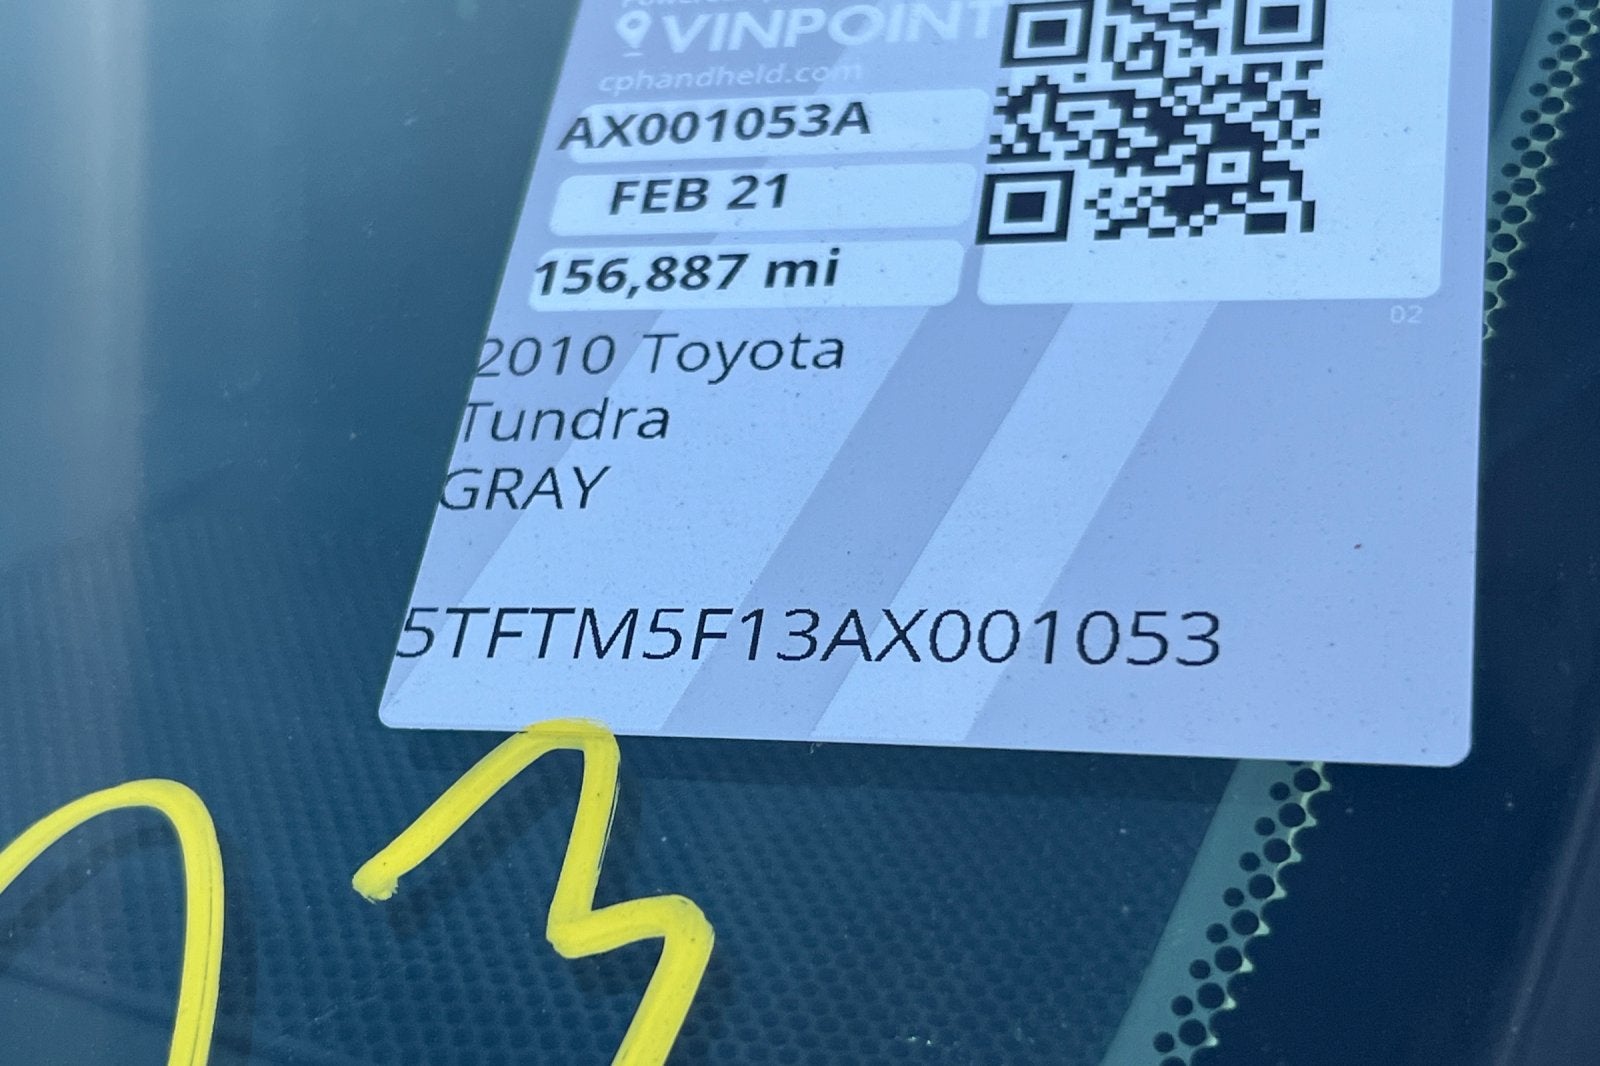 VINPOINT
cphandheld.com
AX001053A
FEB 21
156,887 mi
02
2010 Toyota
Tundra
GRAY
5TFTM5F13AX001053